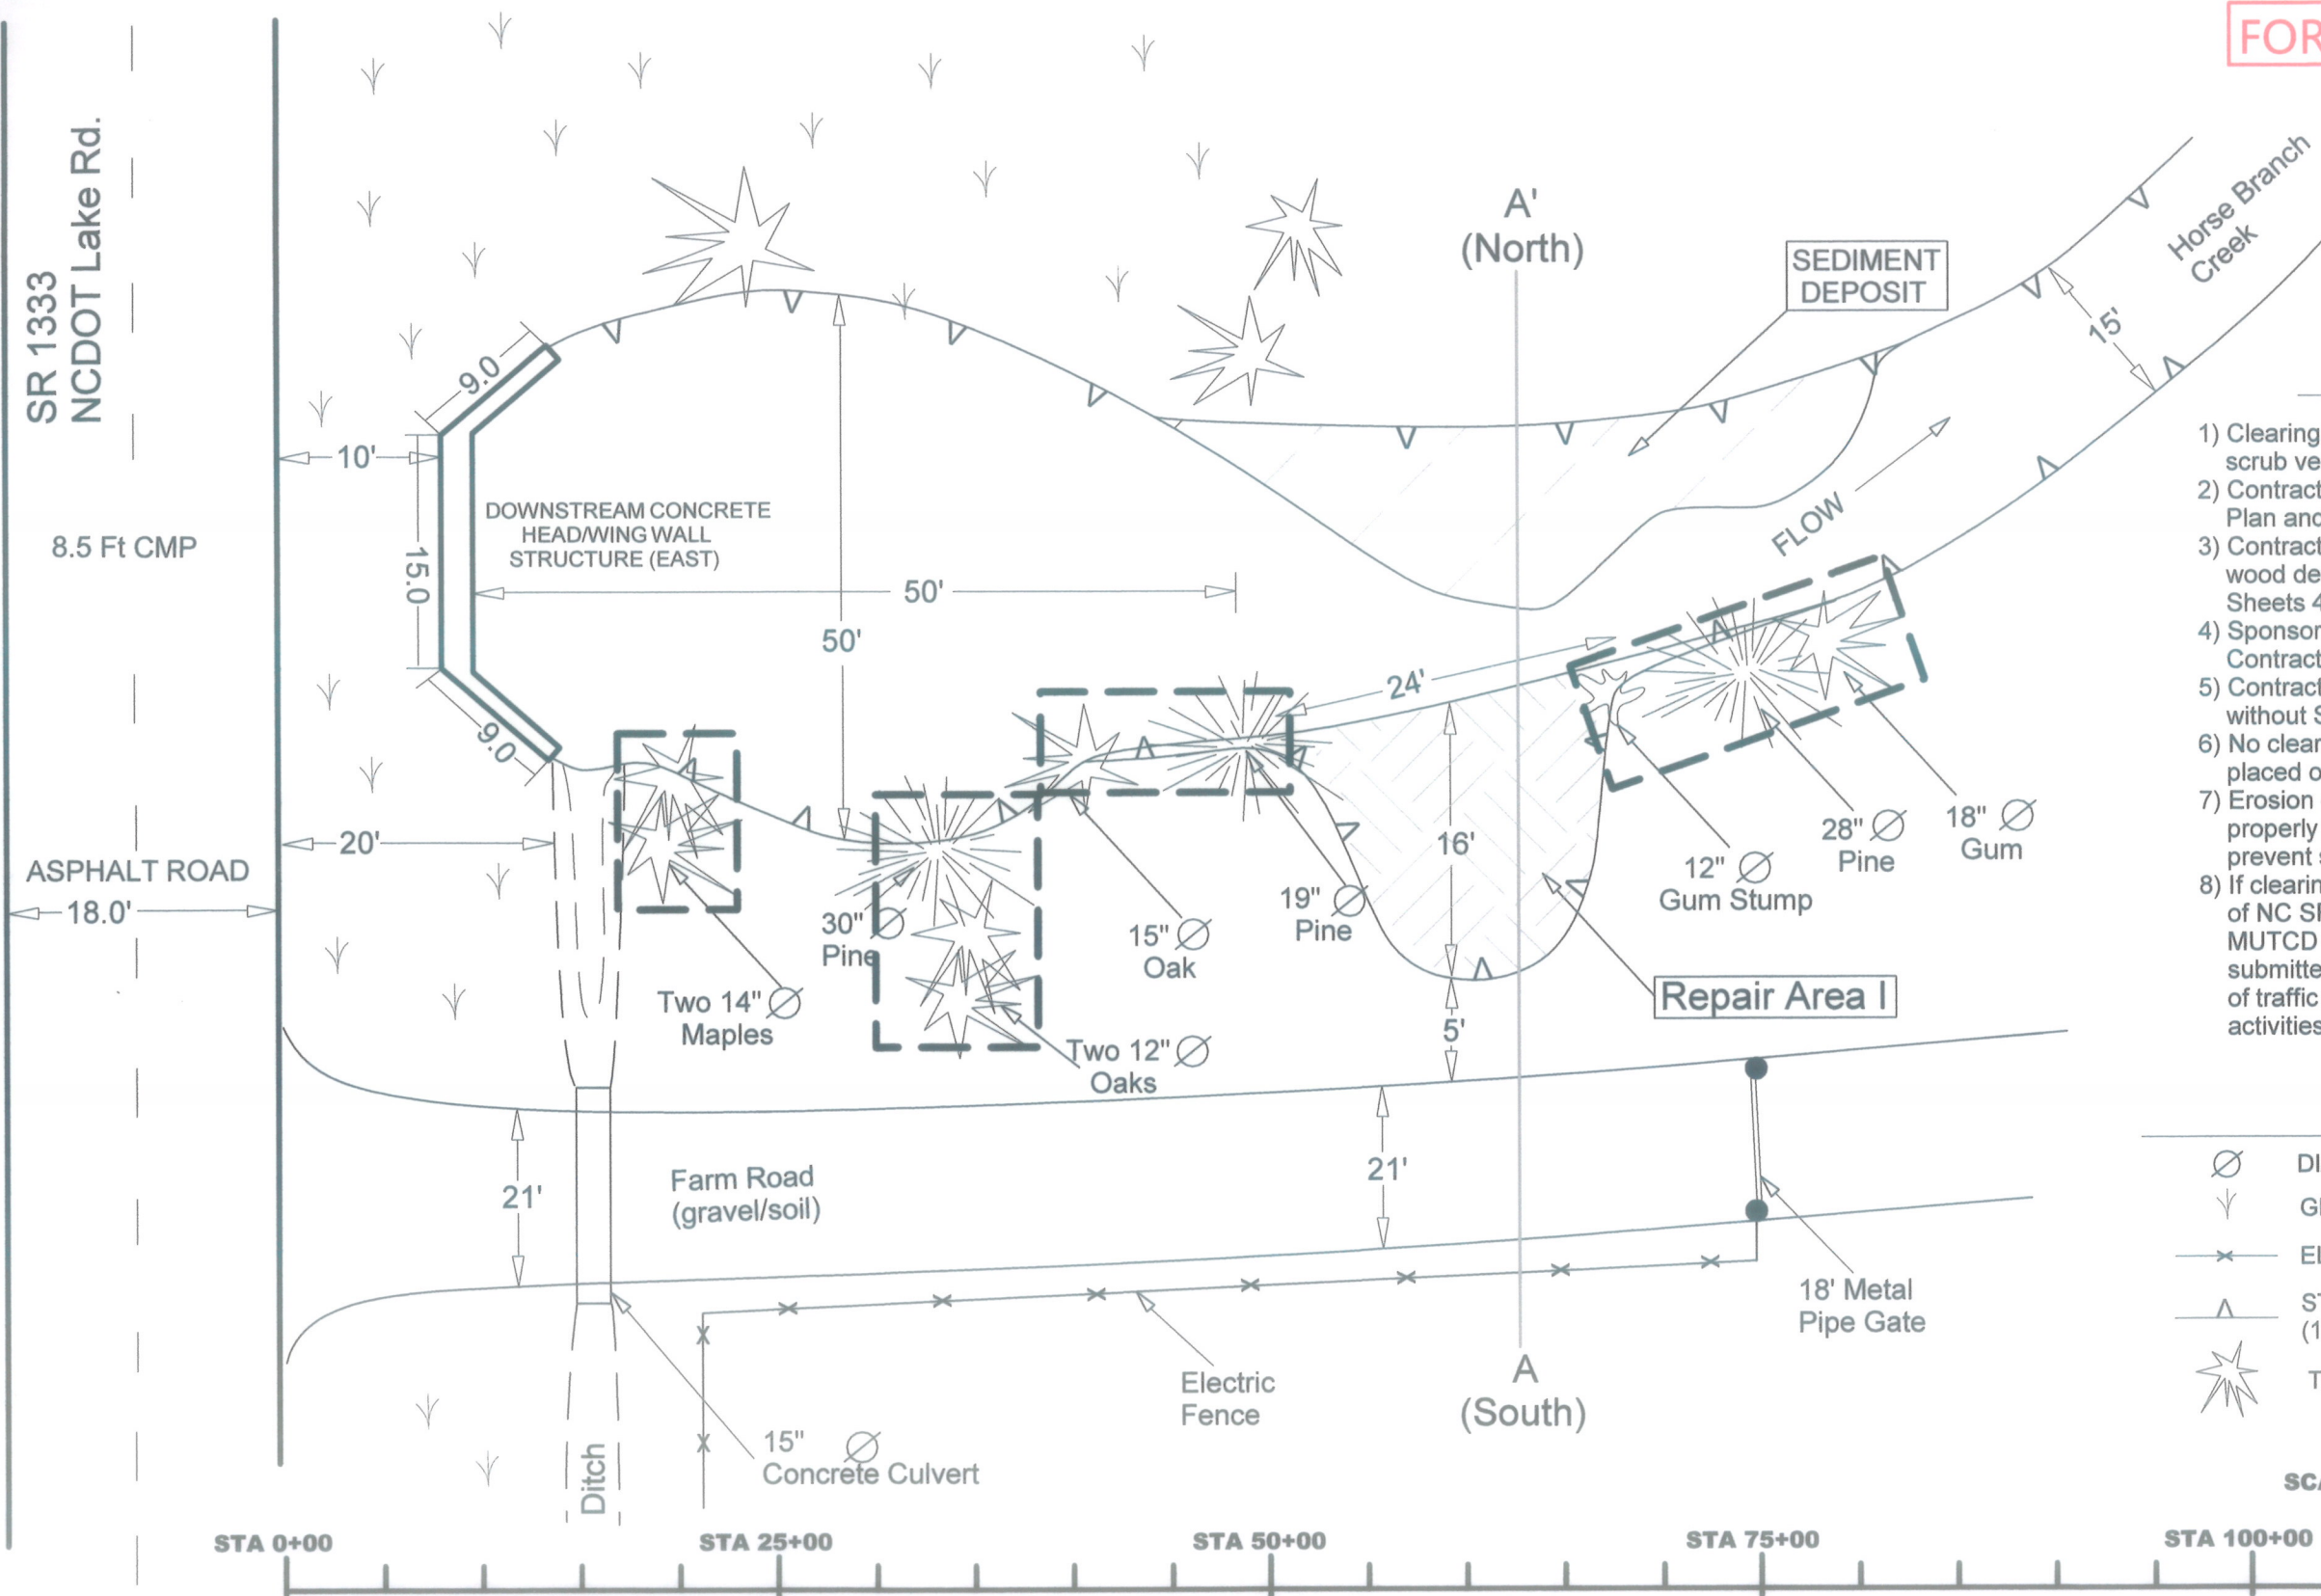 FOR
SR 1333
NCDOT Lake Rd.
8.5 Ft CMP
ASPHALT ROAD
18.0'
10'
20'
9.0
15.0
9.0
DOWNSTREAM CONCRETE
HEAD/WING WALL
STRUCTURE (EAST)
50'
50'
A'
(North)
SEDIMENT
DEPOSIT
Horse Branch
Creek
15'
FLOW
24'
16'
5'
Two 14" ∅
Maples
30" ∅
Pine
Two 12" ∅
Oaks
15" ∅
Oak
19" ∅
Pine
12" ∅
Gum Stump
28" ∅
Pine
18" ∅
Gum
Repair Area I
21'
Farm Road
(gravel/soil)
21'
18' Metal
Pipe Gate
Electric
Fence
A
(South)
15" ∅
Concrete Culvert
Ditch
1) Clearing
scrub ve
2) Contract
Plan and
3) Contract
wood de
Sheets 4
4) Sponsor
Contract
5) Contract
without S
6) No clear
placed o
7) Erosion
properly
prevent s
8) If clearin
of NC S
MUTCD
submitte
of traffic
activities
∅ DI
G
El
ST
(1
T
SCA
STA 0+00
STA 25+00
STA 50+00
STA 75+00
STA 100+00